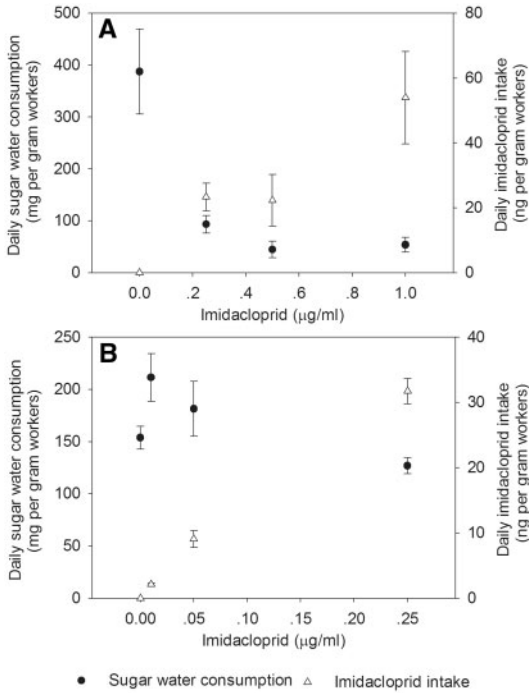 A
Daily sugar water consumption
(mg per gram workers)
500
400
300
200
100
0
80
60
40
20
0
Daily imidacloprid intake
(ng per gram workers)
0.0 .2 .4 .6 .8 1.0
Imidacloprid (μg/ml)
B
Daily sugar water consumption
(mg per gram workers)
250
200
150
100
50
0
40
30
20
10
0
Daily imidacloprid intake
(ng per gram workers)
0.00 .05 .10 .15 .20 .25
Imidacloprid (μg/ml)
● Sugar water consumption △ Imidacloprid intake